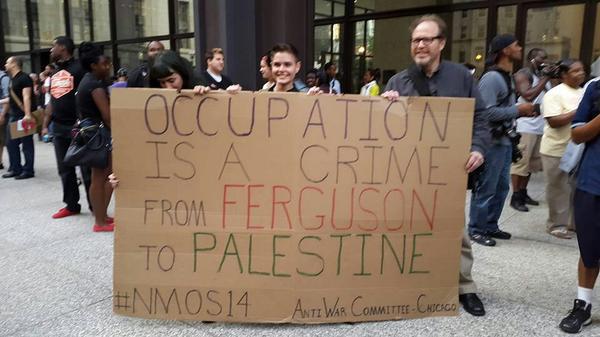 OCCUPATION
IS A CRIME
FROM FERGUSON
TO PALESTINE
#NMOS14 ANTIWAR COMMITTEE-CHICAGO